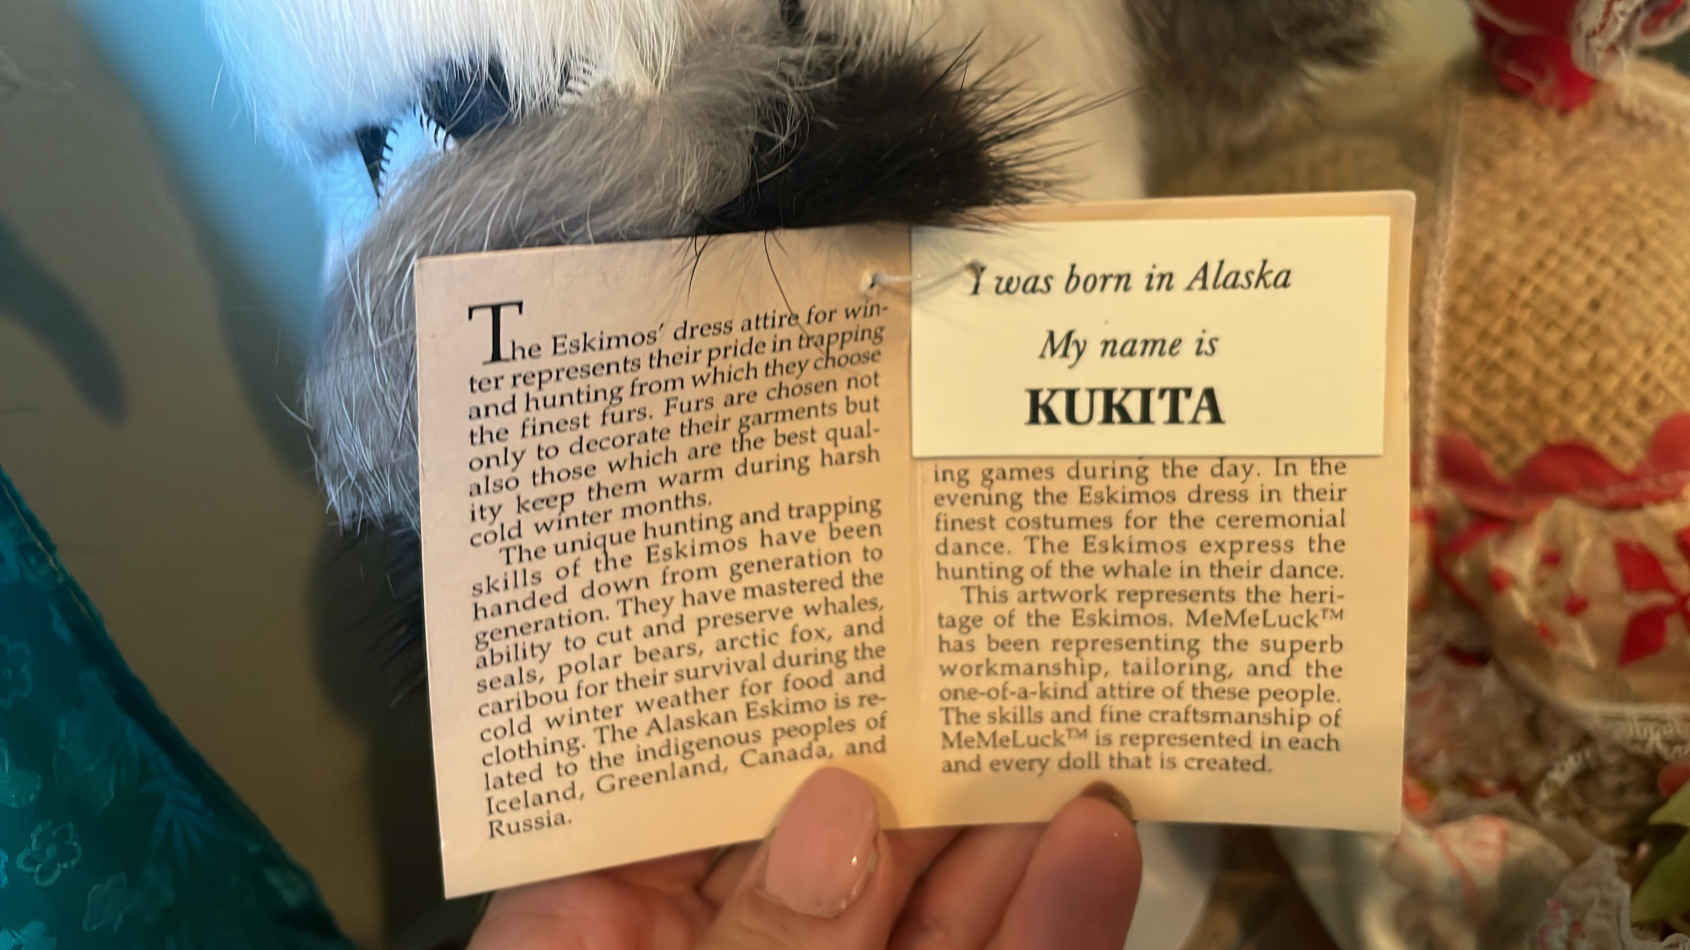 The Eskimos' dress attire for win-
ter represents their pride in trapping
and hunting from which they choose
the finest furs. Furs are chosen not
only to decorate their garments but
also those which are the best qual-
ity keep them warm during harsh
cold winter months.
The unique hunting and trapping
skills of the Eskimos have been
handed down from generation to
generation. They have mastered the
ability to cut and preserve whales,
seals, polar bears, arctic fox, and
caribou for their survival during the
cold winter weather for food and
clothing. The Alaskan Eskimo is re-
lated to the indigenous peoples of
Iceland, Greenland, Canada, and
Russia.
I was born in Alaska
My name is
KUKITA
ing games during the day. In the
evening the Eskimos dress in their
finest costumes for the ceremonial
dance. The Eskimos express the
hunting of the whale in their dance.
This artwork represents the heri-
tage of the Eskimos. MeMeLuck™
has been representing the superb
workmanship, tailoring, and the
one-of-a-kind attire of these people.
The skills and fine craftsmanship of
MeMeLuck™ is represented in each
and every doll that is created.